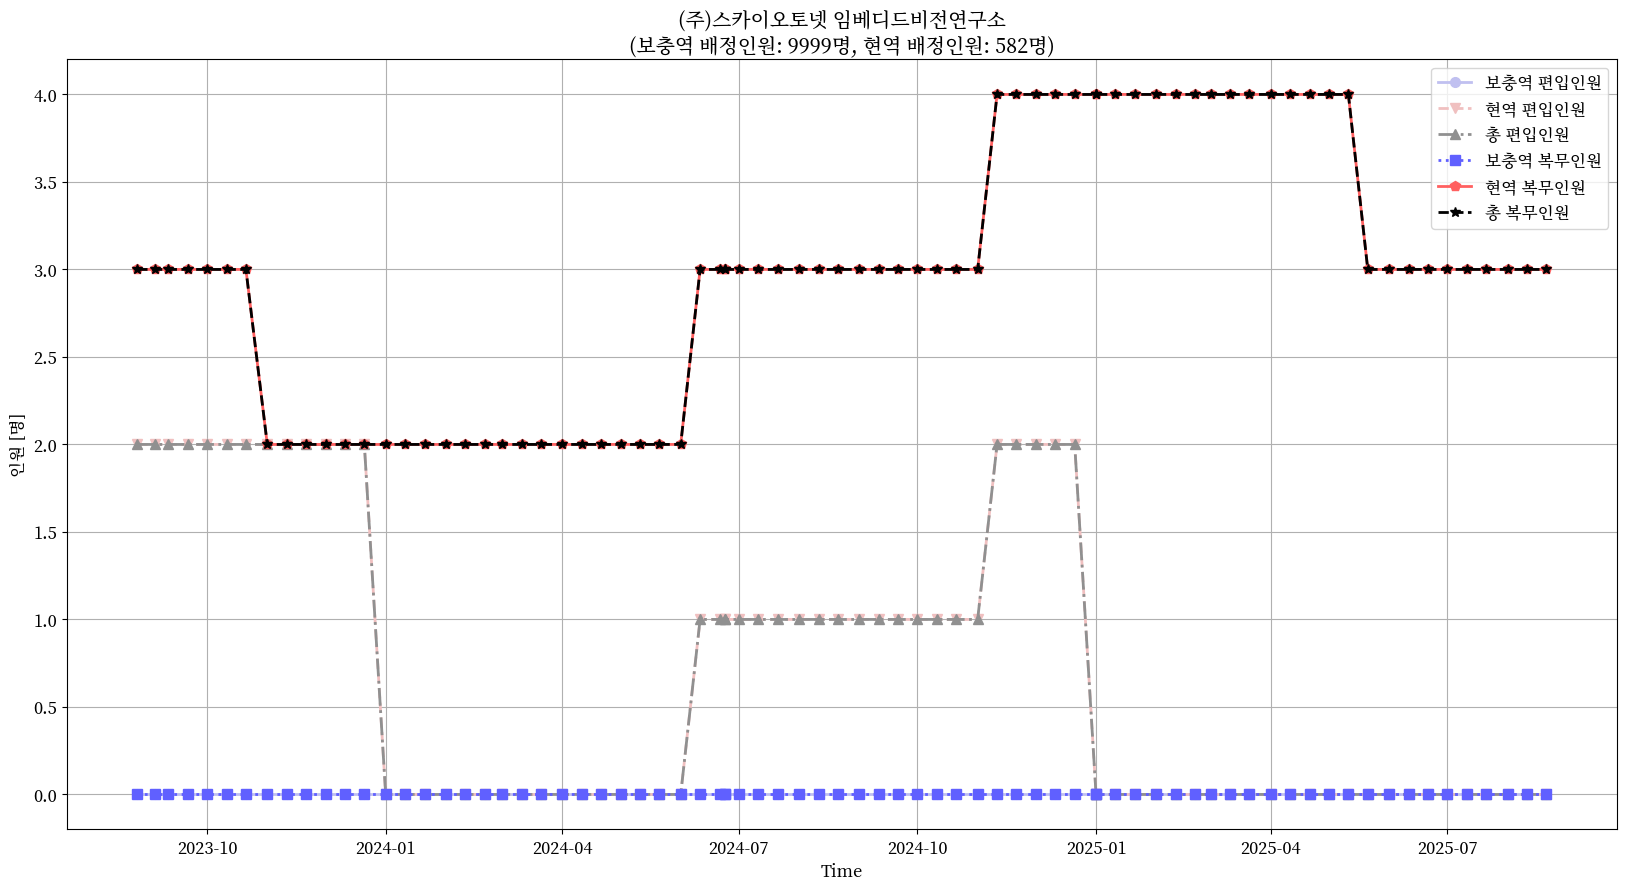 (주)스카이오토넷 임베디드비전연구소
(보충역 배정인원: 9999명, 현역 배정인원: 582명)
보충역 편입인원
현역 편입인원
총 편입인원
보충역 복무인원
현역 복무인원
총 복무인원
인원 [명]
4.0
3.5
3.0
2.5
2.0
1.5
1.0
0.5
0.0
2023-10 2024-01 2024-04 2024-07 2024-10 2025-01 2025-04 2025-07
Time